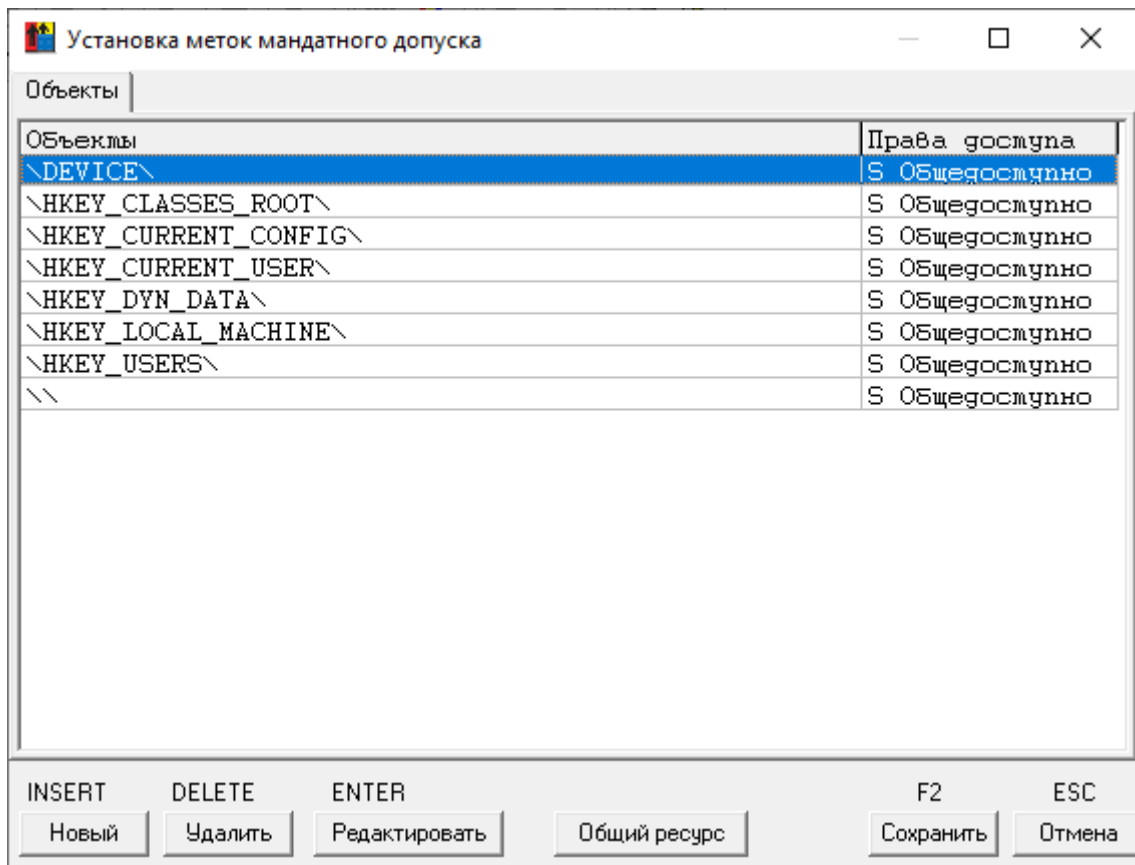 Установка меток мандатного допуска
Объекты
Объекты Права доступа
\DEVICE\ S Общедоступно
\HKEY_CLASSES_ROOT\ S Общедоступно
\HKEY_CURRENT_CONFIG\ S Общедоступно
\HKEY_CURRENT_USER\ S Общедоступно
\HKEY_DYN_DATA\ S Общедоступно
\HKEY_LOCAL_MACHINE\ S Общедоступно
\HKEY_USERS\ S Общедоступно
\\ S Общедоступно
INSERT DELETE ENTER F2 ESC
Новый Удалить Редактировать Общий ресурс Сохранить Отмена